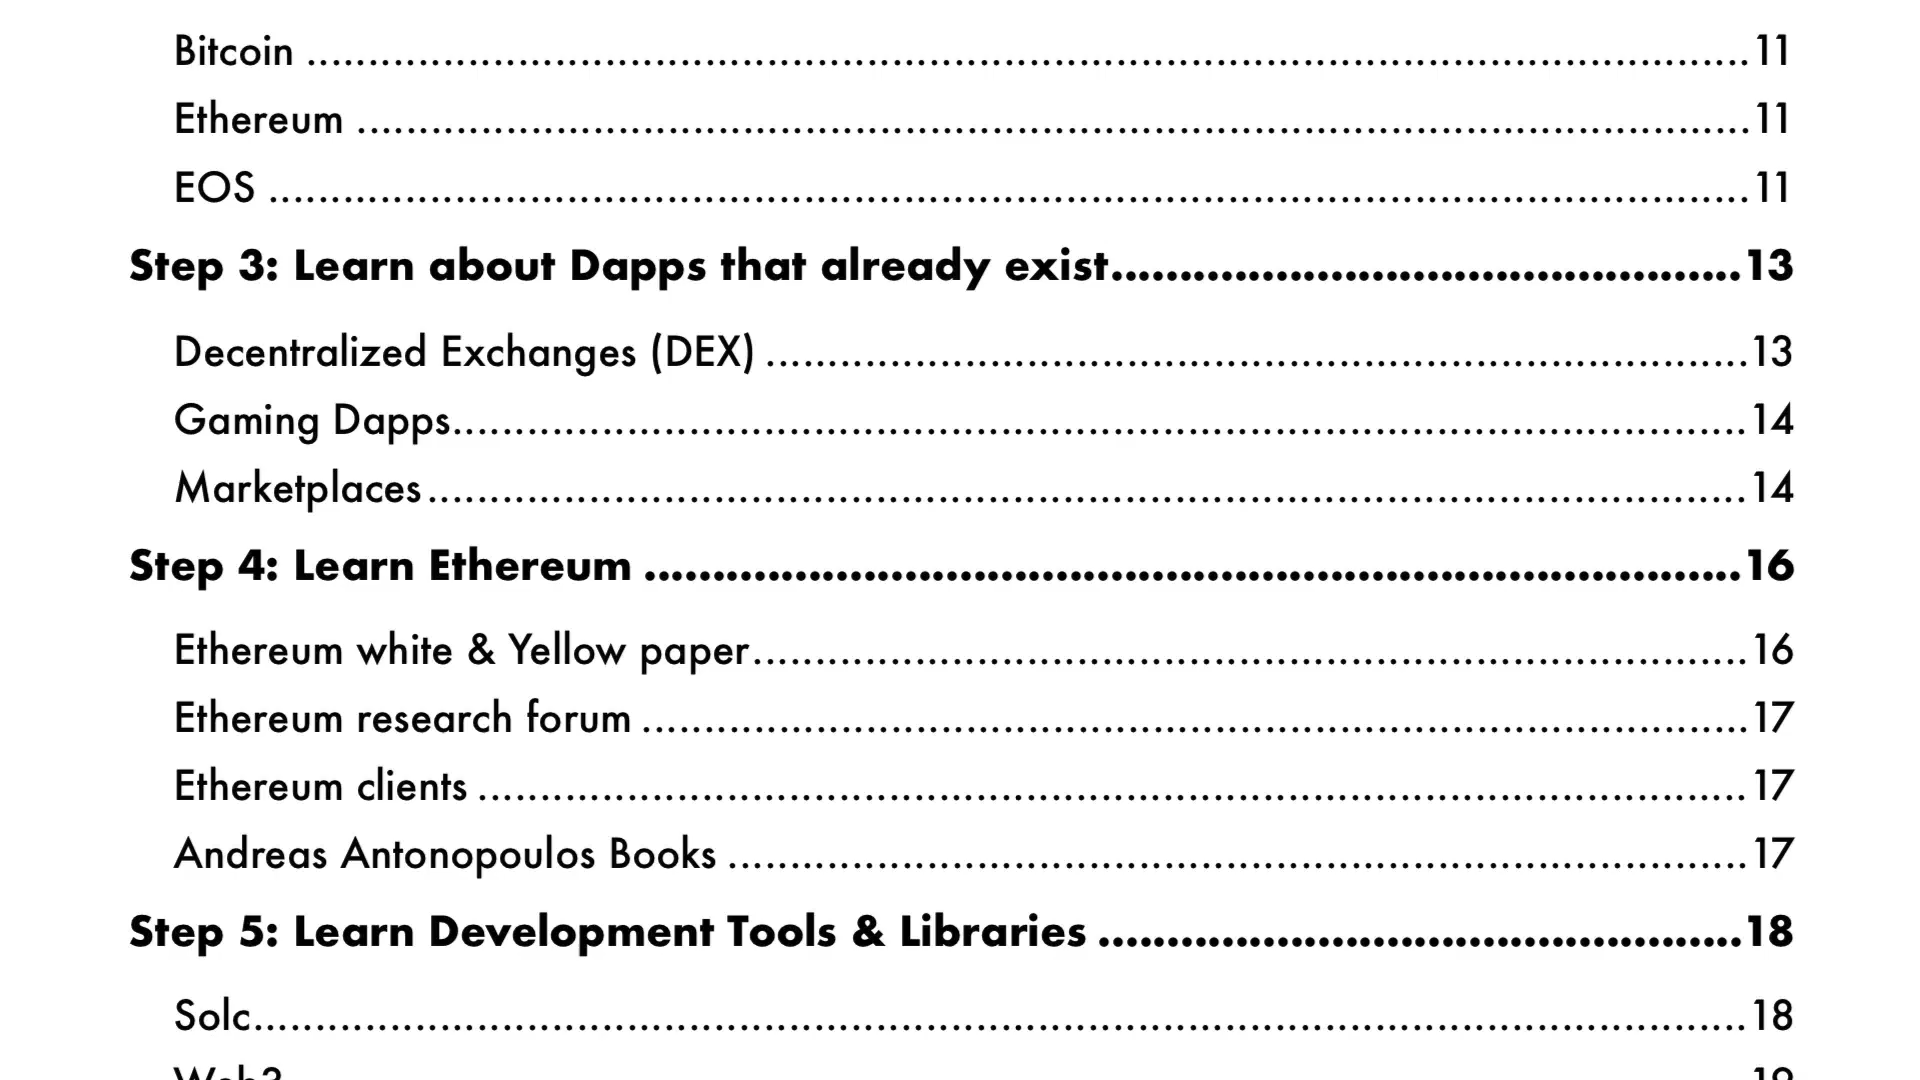 Bitcoin ........................................................................................................................ 11
Ethereum .................................................................................................................... 11
EOS ........................................................................................................................... 11
Step 3: Learn about Dapps that already exist.............................................. 13
Decentralized Exchanges (DEX) .................................................................................. 13
Gaming Dapps............................................................................................................ 14
Marketplaces.............................................................................................................. 14
Step 4: Learn Ethereum ................................................................................ 16
Ethereum white & Yellow paper................................................................................... 16
Ethereum research forum ............................................................................................ 17
Ethereum clients .......................................................................................................... 17
Andreas Antonopoulos Books ..................................................................................... 17
Step 5: Learn Development Tools & Libraries ............................................... 18
Solc............................................................................................................................ 18